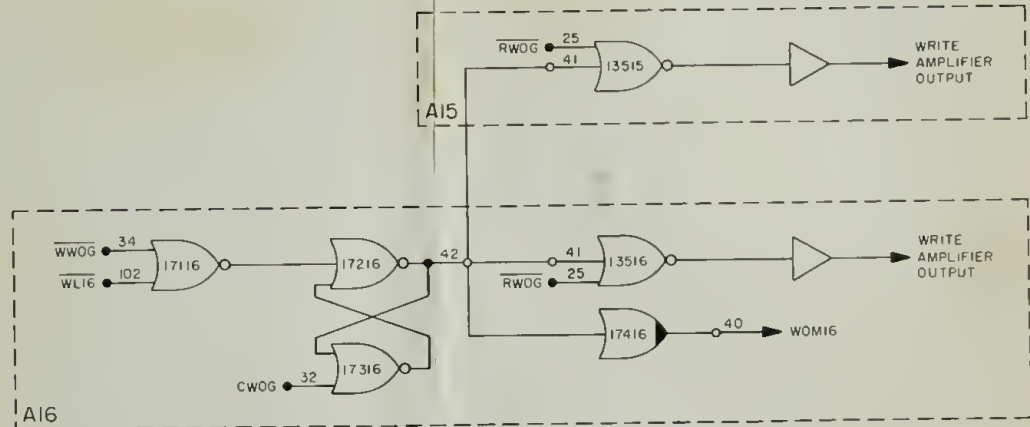 RWOG 25
41
13515
WRITE
AMPLIFIER
OUTPUT
A15
WWOG 34
WL16 102
17116
17216
42
41
RWOG 25
13516
WRITE
AMPLIFIER
OUTPUT
17416
40
WOM16
CWOG 32
17316
A16